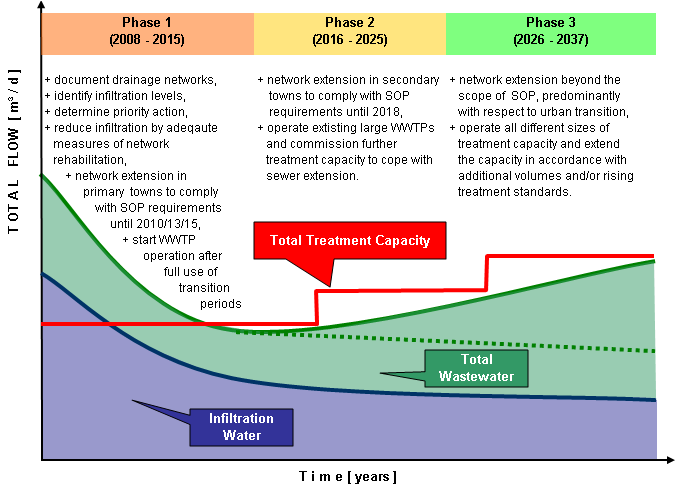 Phase 1
(2008 - 2015)
Phase 2
(2016 - 2025)
Phase 3
(2026 - 2037)
+ document drainage networks,
+ identify infiltration levels,
+ determine priority action,
+ reduce infiltration by adeqaute
measures of network
rehabilitation,
+ network extension in
primary towns to comply
with SOP requirements
until 2010/13/15,
+ start WWTP
operation after
full use of
transition
periods
+ network extension in secondary
towns to comply with SOP
requirements until 2018,
+ operate extisting large WWTPs
and commission further
treatment capacity to cope with
sewer extension.
+ network extension beyond the
scope of SOP, predominantly
with respect to urban transition,
+ operate all different sizes of
treatment capacity and extend
the capacity in accordance with
additional volumes and/or rising
treatment standards.
TOTAL FLOW [m³ / d]
Total Treatment Capacity
Total
Wastewater
Infiltration
Water
Time [years]